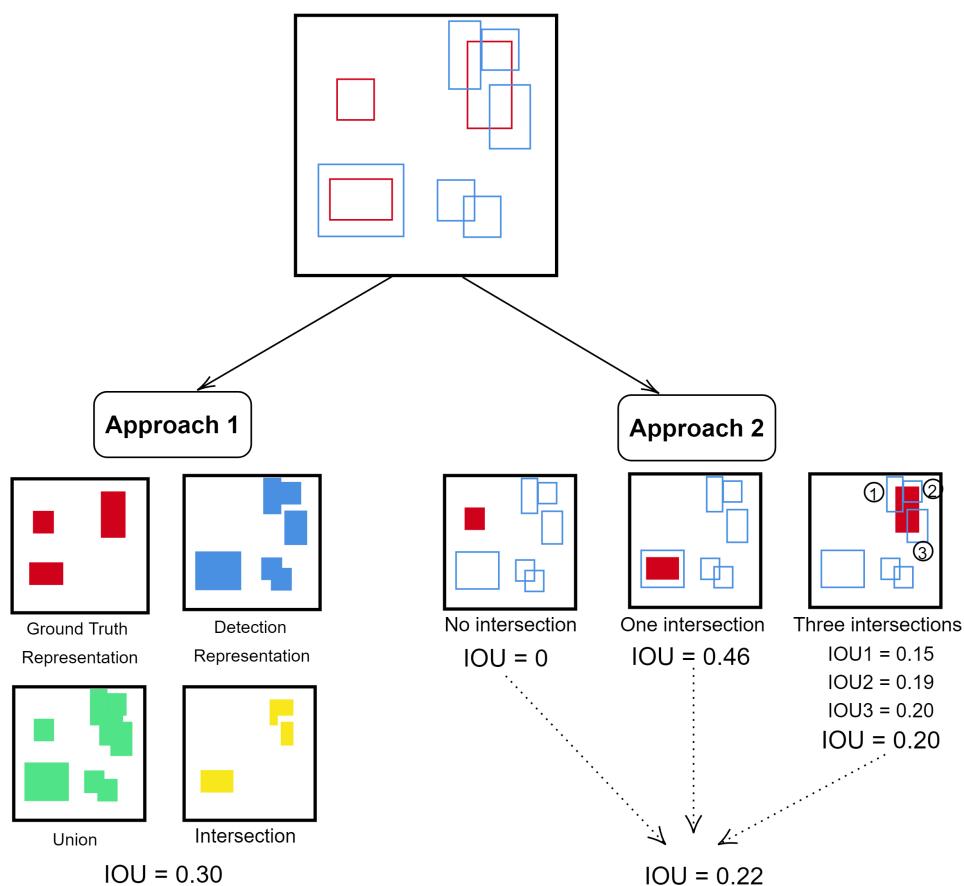 Approach 1
Ground Truth
Representation
Detection
Representation
Union
Intersection
IOU = 0.30
Approach 2
No intersection
IOU = 0
One intersection
IOU = 0.46
1
2
3
Three intersections
IOU1 = 0.15
IOU2 = 0.19
IOU3 = 0.20
IOU = 0.20
IOU = 0.22